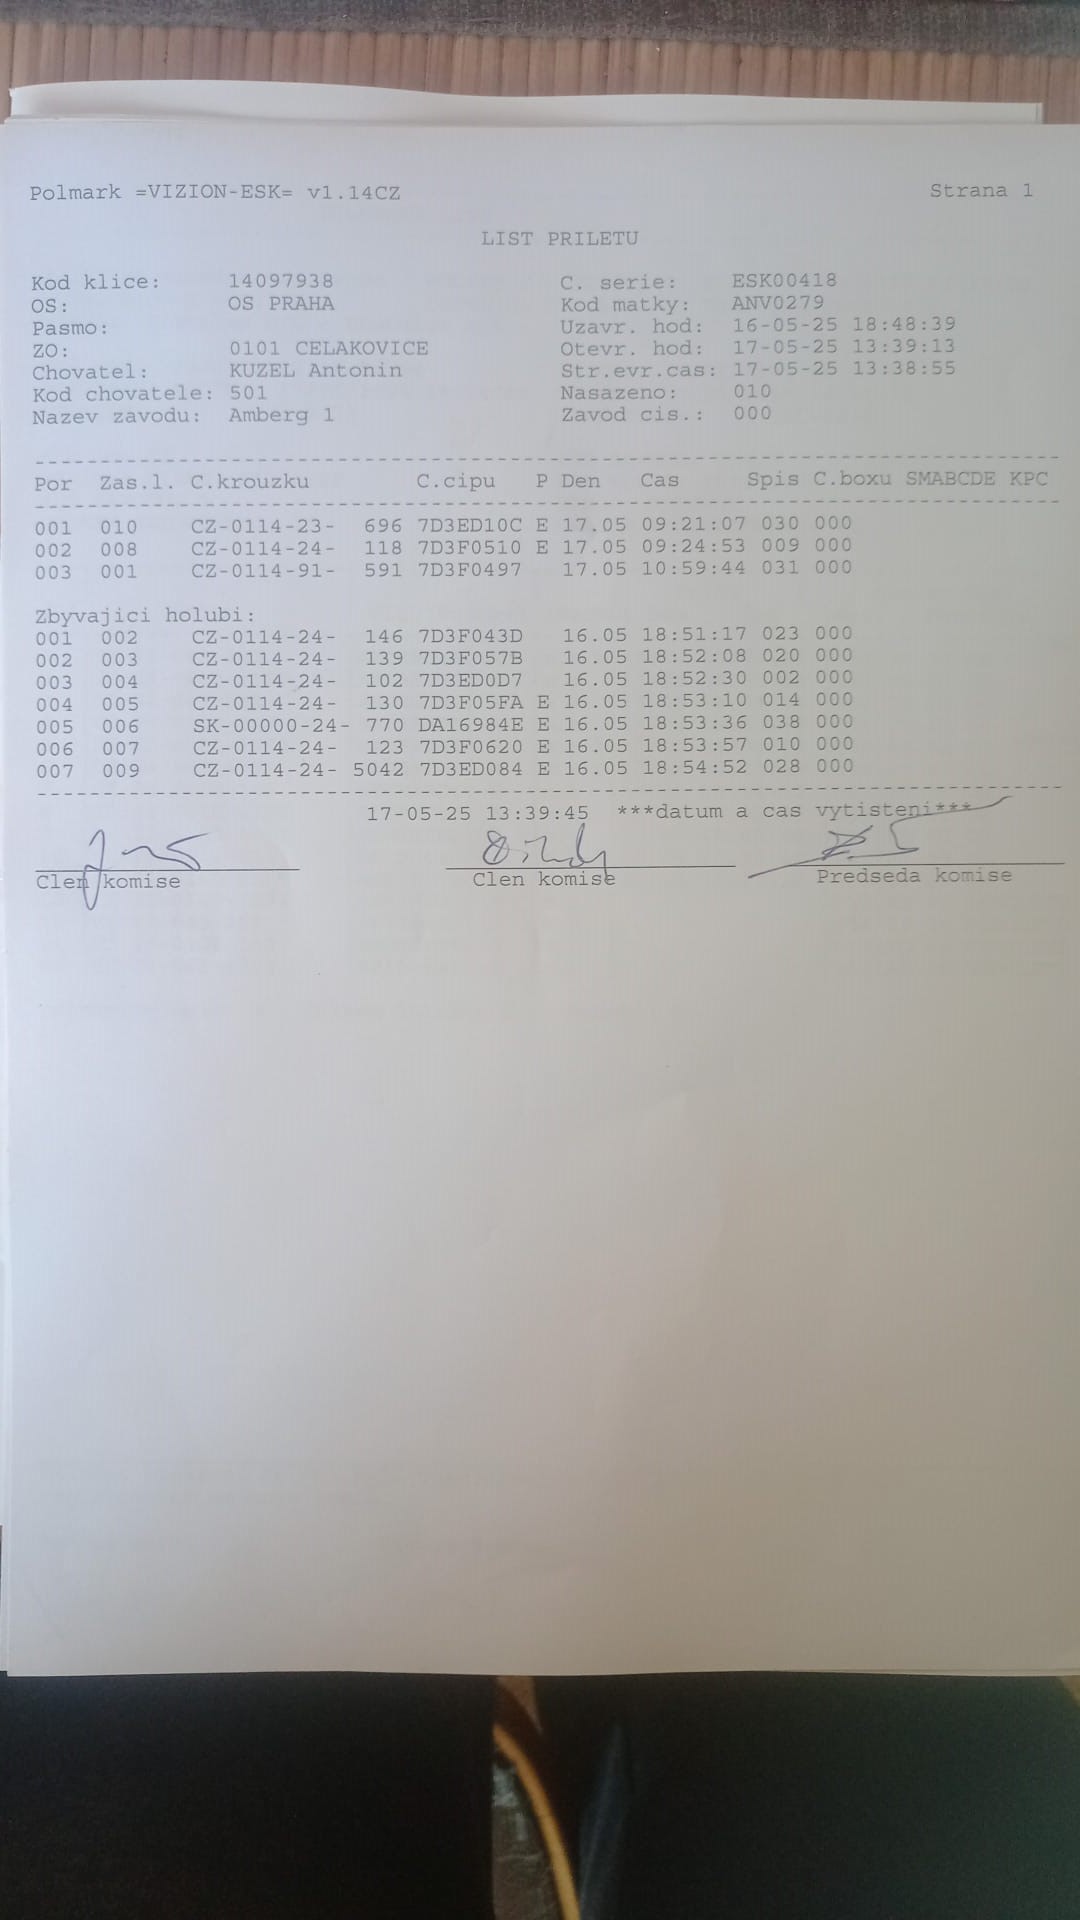 Polmark =VIZION-ESK= v1.14CZ Strana 1
LIST PRILETU
Kod klice: 14097938 C. serie: ESK00418
OS: OS PRAHA Kod matky: ANV0279
Pasmo: Uzavr. hod: 16-05-25 18:48:39
ZO: 0101 CELAKOVICE Otevr. hod: 17-05-25 13:39:13
Chovatel: KUZEL Antonin Str.evr.cas: 17-05-25 13:38:55
Kod chovatele: 501 Nasazeno: 010
Nazev zavodu: Amberg 1 Zavod cis.: 000
Por Zas.l. C.krouzku C.cipu P Den Cas Spis C.boxu SMABCDE KPC
001 010 CZ-0114-23- 696 7D3ED10C E 17.05 09:21:07 030 000
002 008 CZ-0114-24- 118 7D3F0510 E 17.05 09:24:53 009 000
003 001 CZ-0114-91- 591 7D3F0497 17.05 10:59:44 031 000
Zbyvajici holubi:
001 002 CZ-0114-24- 146 7D3F043D 16.05 18:51:17 023 000
002 003 CZ-0114-24- 139 7D3F057B 16.05 18:52:08 020 000
003 004 CZ-0114-24- 102 7D3ED0D7 16.05 18:52:30 002 000
004 005 CZ-0114-24- 130 7D3F05FA E 16.05 18:53:10 014 000
005 006 SK-00000-24- 770 DA16984E E 16.05 18:53:36 038 000
006 007 CZ-0114-24- 123 7D3F0620 E 16.05 18:53:57 010 000
007 009 CZ-0114-24- 5042 7D3ED084 E 16.05 18:54:52 028 000
17-05-25 13:39:45 ***datum a cas vytisteni***
Clen komise Clen komise Predseda komise